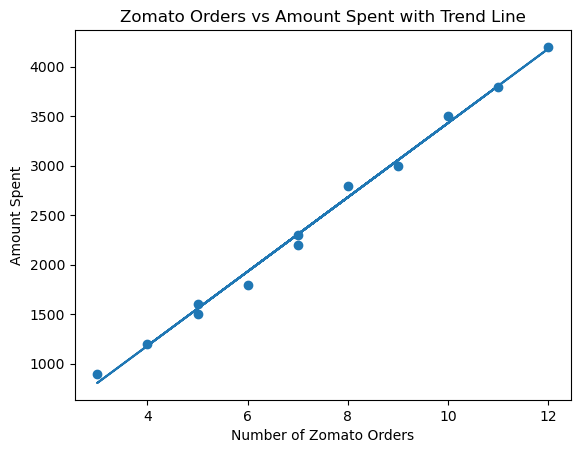 Zomato Orders vs Amount Spent with Trend Line
Amount Spent
4000
3500
3000
2500
2000
1500
1000
4 6 8 10 12
Number of Zomato Orders